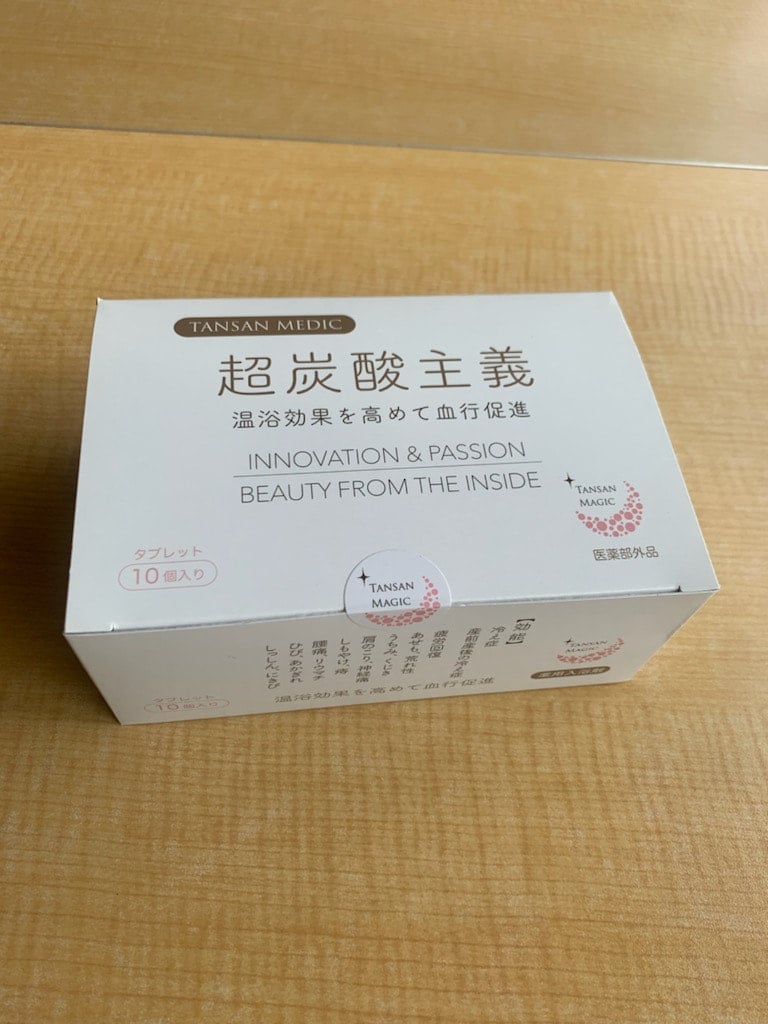 TANSAN MEDIC
超炭酸主義
温浴効果を高めて血行促進
INNOVATION & PASSION
BEAUTY FROM THE INSIDE
TANSAN
MAGIC
医薬部外品
タブレット
10個入り
TANSAN
MAGIC
【効能】
冷え症
産前産後の冷え症
疲労回復
あせも、荒れ性
うちみ、くじき
肩のこり、神経痛
しもやけ、痔
腰痛、リウマチ
ひび、あかぎれ
しっしん、にきび
TANSAN
MAGIC
薬用入浴剤
タブレット
10個入り
温浴効果を高めて血行促進